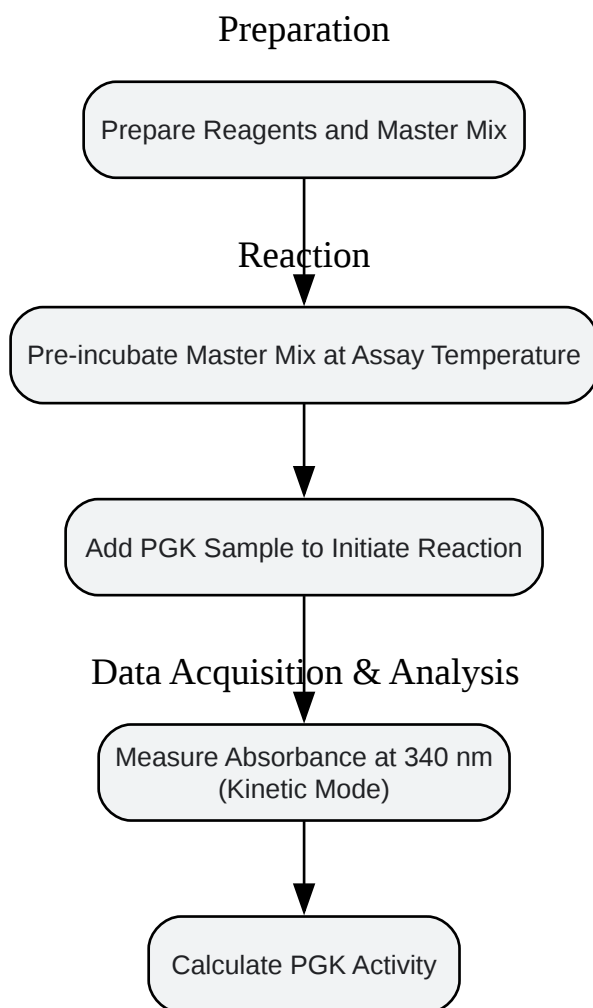 Preparation
Prepare Reagents and Master Mix
Reaction
Pre-incubate Master Mix at Assay Temperature
Add PGK Sample to Initiate Reaction
Data Acquisition & Analysis
Measure Absorbance at 340 nm
(Kinetic Mode)
Calculate PGK Activity